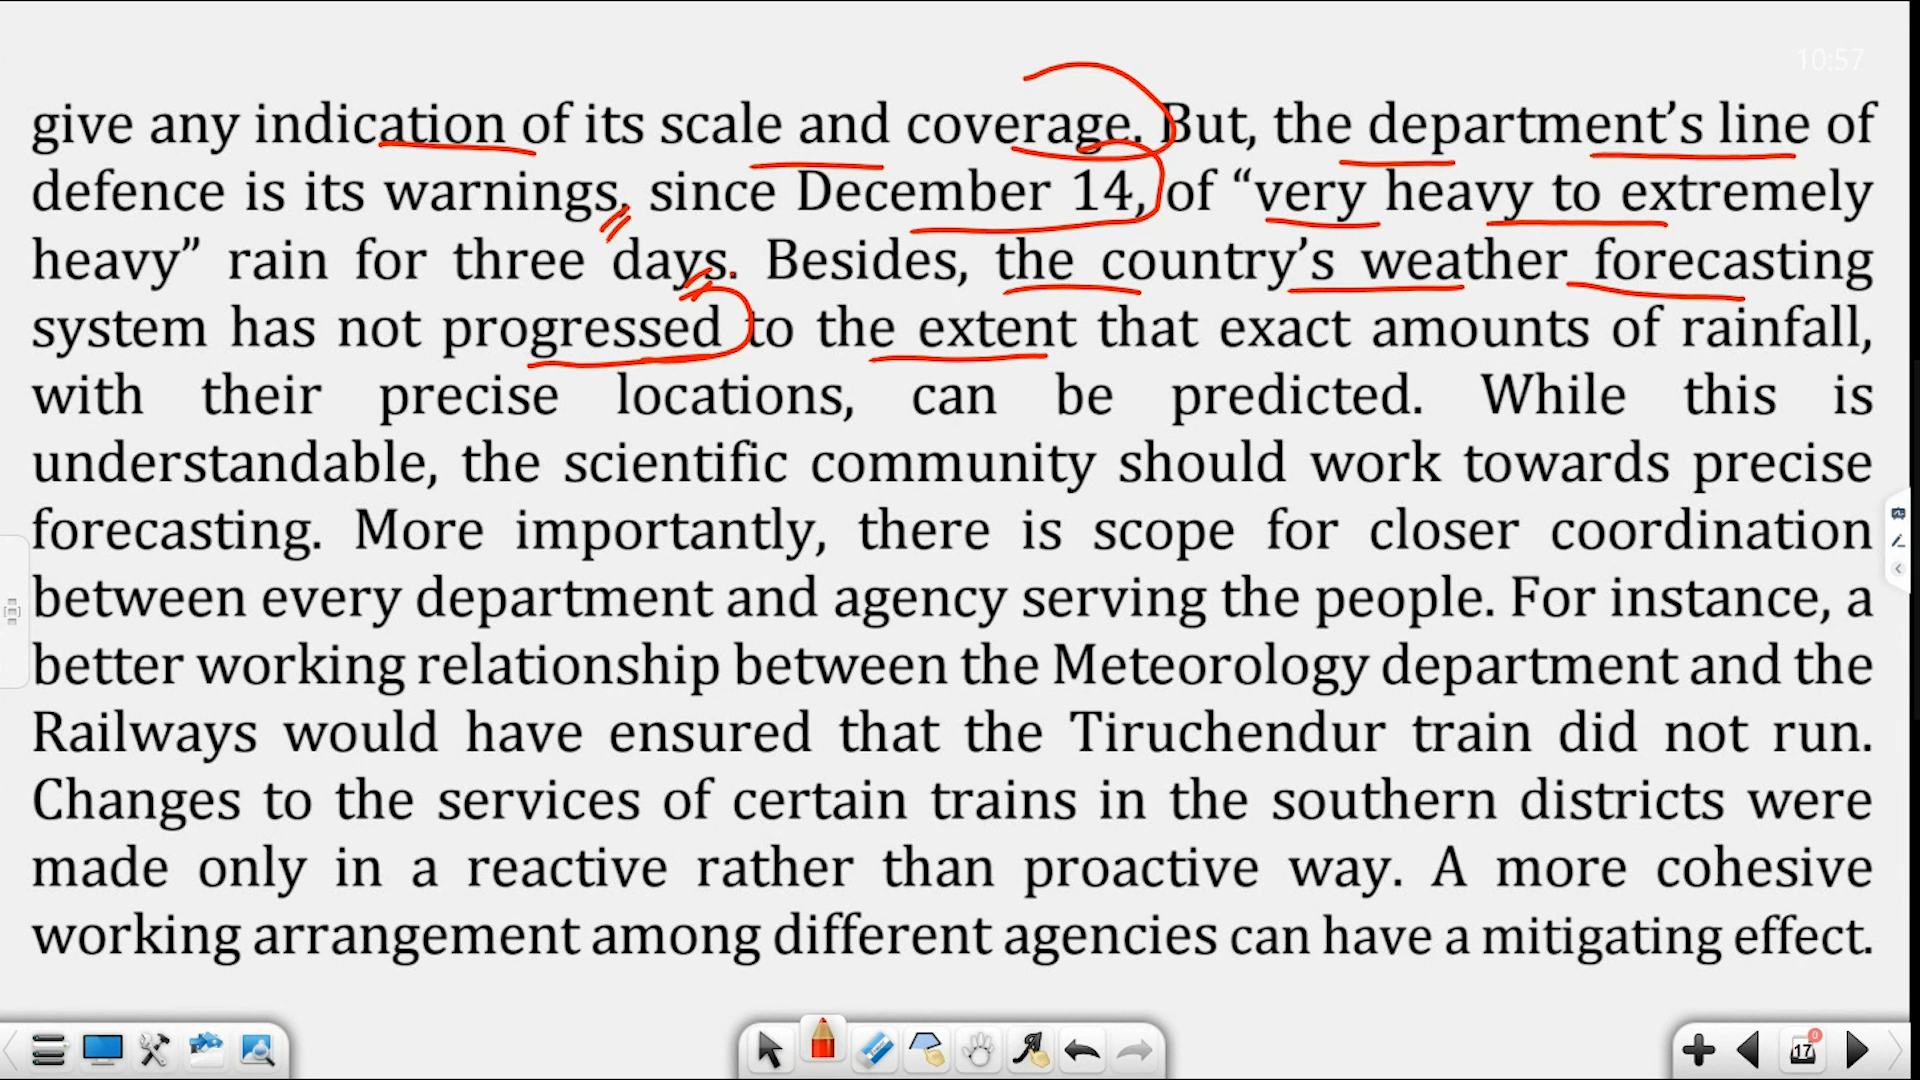 10:57
give any indication of its scale and coverage. But, the department’s line of
defence is its warnings, since December 14, of “very heavy to extremely
heavy” rain for three days. Besides, the country’s weather forecasting
system has not progressed to the extent that exact amounts of rainfall,
with their precise locations, can be predicted. While this is
understandable, the scientific community should work towards precise
forecasting. More importantly, there is scope for closer coordination
between every department and agency serving the people. For instance, a
better working relationship between the Meteorology department and the
Railways would have ensured that the Tiruchendur train did not run.
Changes to the services of certain trains in the southern districts were
made only in a reactive rather than proactive way. A more cohesive
working arrangement among different agencies can have a mitigating effect.
17
0